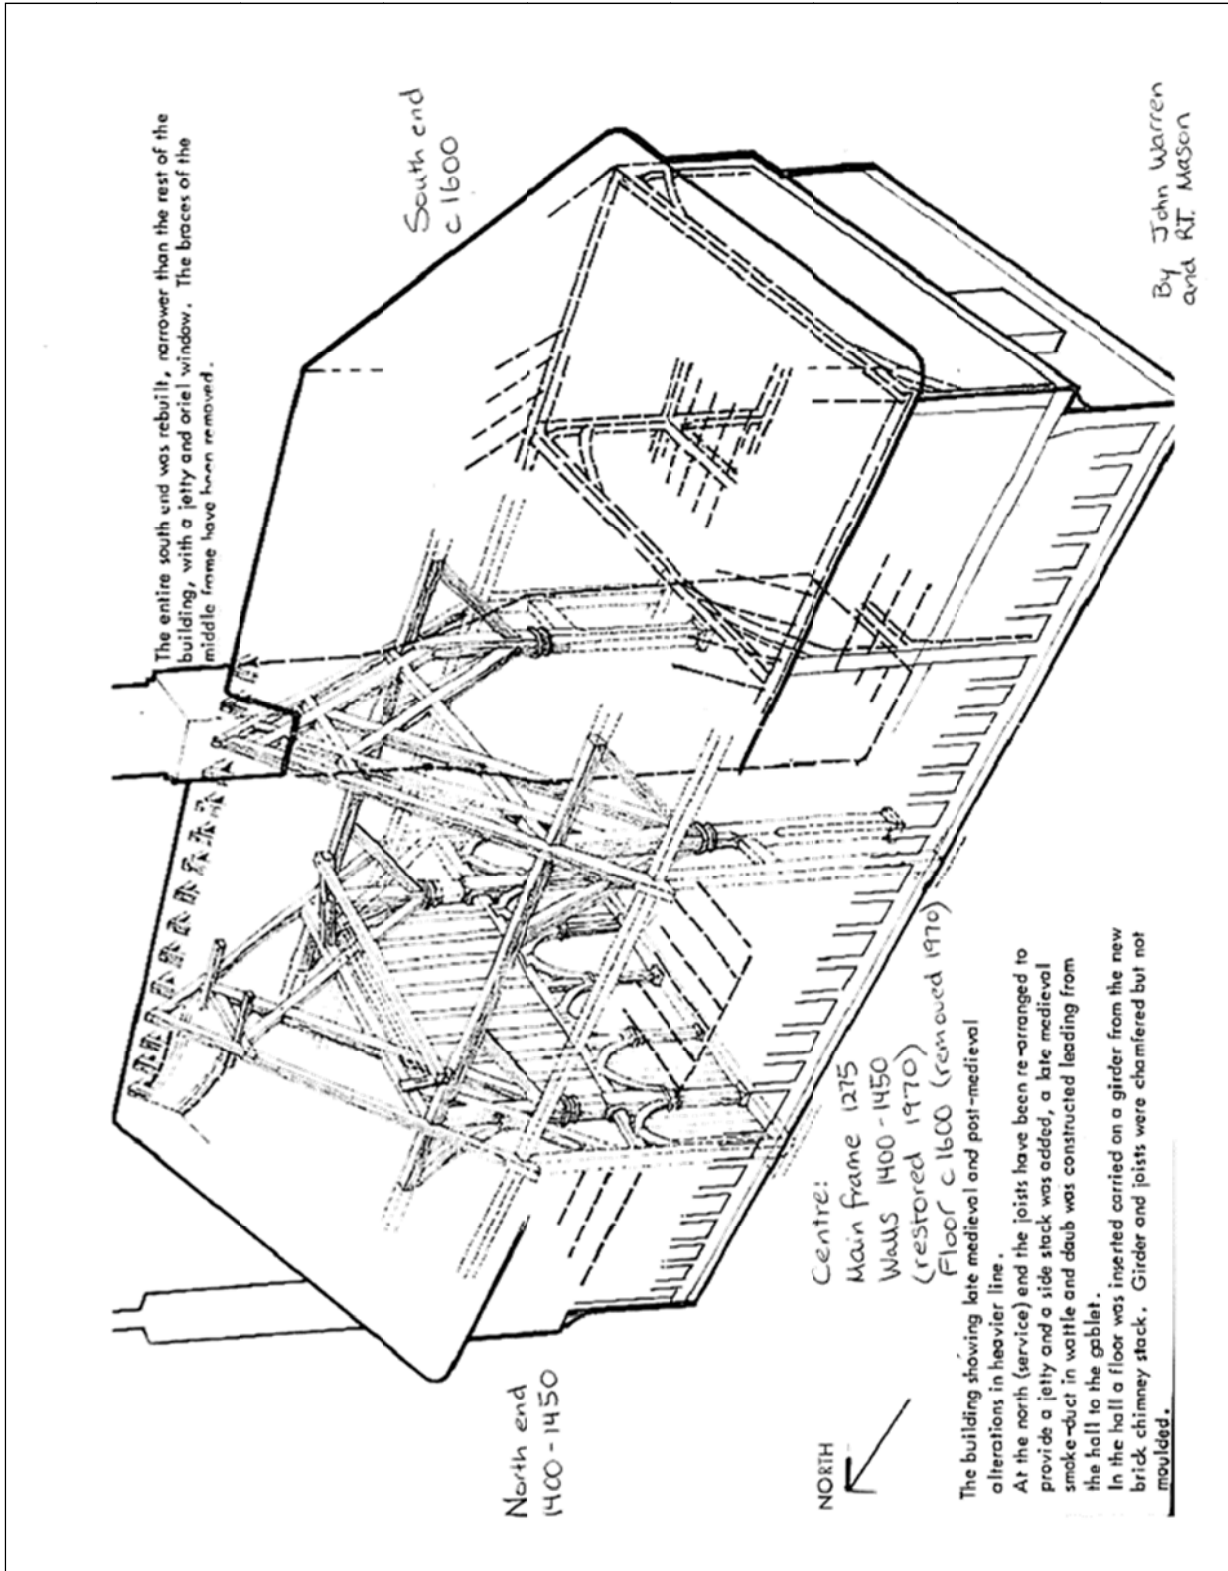 The entire south end was rebuilt, narrower than the rest of the
building, with a jetty and oriel window. The braces of the
middle frame have been removed.
South end
c1600
North end
1400-1450
Centre:
Main frame 1275
Walls 1400-1450
(restored 1970)
Floor c1600 (removed 1970)
NORTH
The building showing late medieval and post-medieval
alterations in heavier line.
At the north (service) end the joists have been re-arranged to
provide a jetty and a side stack was added, a late medieval
smoke-duct in wattle and daub was constructed leading from
the hall to the gablet.
In the hall a floor was inserted carried on a girder from the new
brick chimney stack. Girder and joists were chamfered but not
moulded.
By John Warren
and R.T. Mason